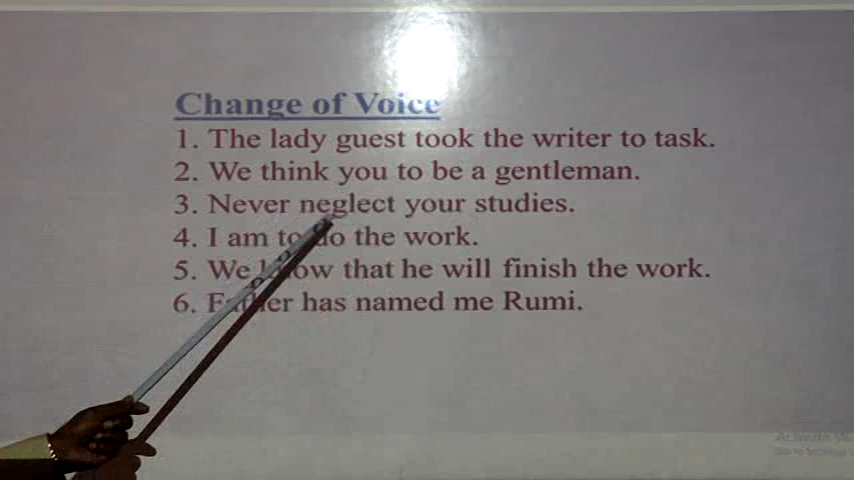 Change of Voice
1. The lady guest took the writer to task.
2. We think you to be a gentleman.
3. Never neglect your studies.
4. I am to do the work.
5. We know that he will finish the work.
6. Father has named me Rumi.